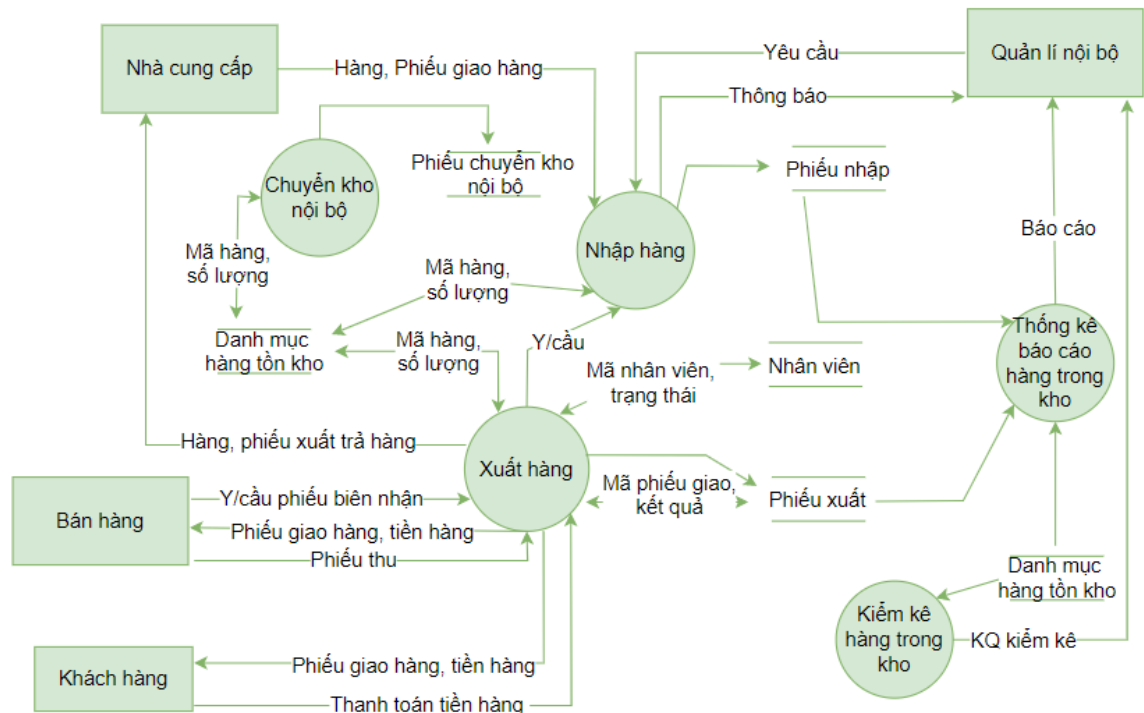 Nhà cung cấp
Hàng, Phiếu giao hàng
Yêu cầu
Quản lí nội bộ
Thông báo
Chuyển kho
nội bộ
Phiếu chuyển kho
nội bộ
Phiếu nhập
Nhập hàng
Báo cáo
Mã hàng,
số lượng
Mã hàng,
số lượng
Danh mục
hàng tồn kho
Mã hàng,
số lượng
Y/cầu
Thống kê
báo cáo
hàng trong
kho
Mã nhân viên,
trạng thái
Nhân viên
Hàng, phiếu xuất trả hàng
Xuất hàng
Mã phiếu giao,
kết quả
Phiếu xuất
Bán hàng
Y/cầu phiếu biên nhận
Phiếu giao hàng, tiền hàng
Phiếu thu
Danh mục
hàng tồn kho
Kiểm kê
hàng trong
kho
KQ kiểm kê
Khách hàng
Phiếu giao hàng, tiền hàng
Thanh toán tiền hàng